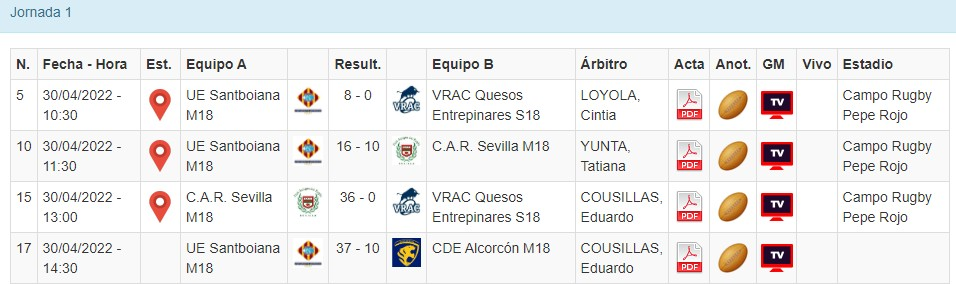 Jornada 1
N. Fecha - Hora Est. Equipo A Result. Equipo B Árbitro Acta Anot. GM Vivo Estadio
5 30/04/2022 - UE Santboiana 8 - 0 VRAC VRAC Quesos LOYOLA, TV Campo Rugby
10:30 M18 Entrepinares S18 Cintia PDF Pepe Rojo
10 30/04/2022 - UE Santboiana 16 - 10 C.A.R. Sevilla M18 YUNTA, TV Campo Rugby
11:30 M18 Tatiana PDF Pepe Rojo
15 30/04/2022 - C.A.R. Sevilla 36 - 0 VRAC VRAC Quesos COUSILLAS, TV Campo Rugby
13:00 M18 Entrepinares S18 Eduardo PDF Pepe Rojo
17 30/04/2022 - UE Santboiana 37 - 10 CDE Alcorcón M18 COUSILLAS, TV
14:30 M18 Eduardo PDF